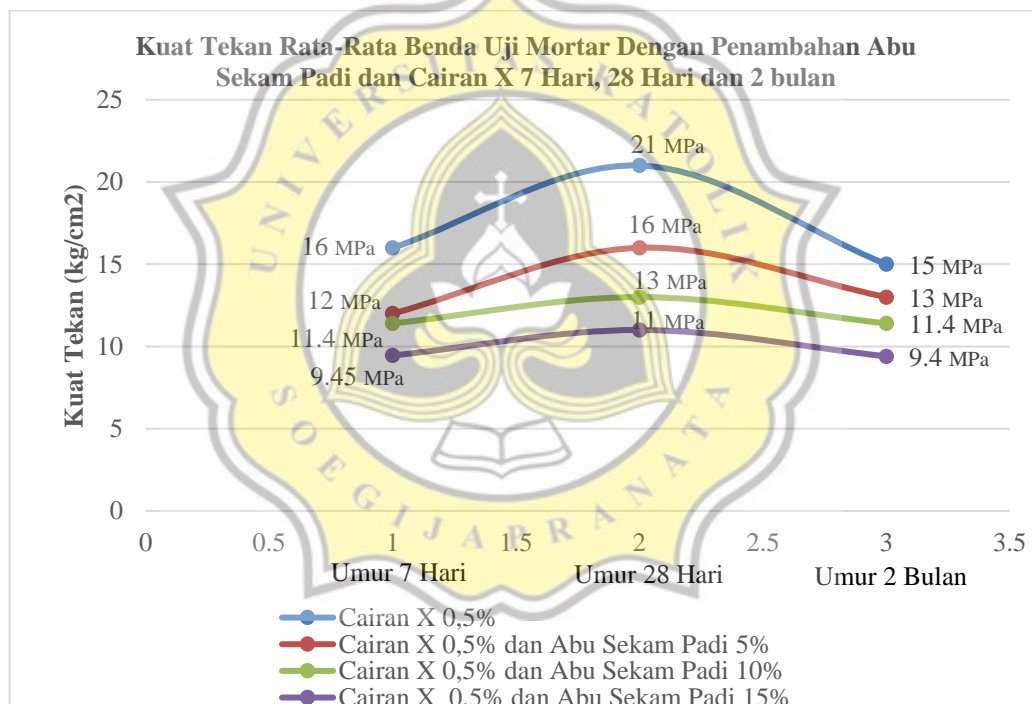 Kuat Tekan Rata-Rata Benda Uji Mortar Dengan Penambahan Abu
Sekam Padi dan Cairan X 7 Hari, 28 Hari dan 2 bulan
UNIVERSITAS KATOLIK
SOEGIJAPRANATA
Kuat Tekan (kg/cm2)
25
20
15
10
5
0
21 MPa
16 MPa
16 MPa
15 MPa
12 MPa
13 MPa
13 MPa
11.4 MPa
11 MPa
11.4 MPa
9.45 MPa
9.4 MPa
0 0.5 1 1.5 2 2.5 3 3.5
Umur 7 Hari Umur 28 Hari Umur 2 Bulan
Cairan X 0,5%
Cairan X 0,5% dan Abu Sekam Padi 5%
Cairan X 0,5% dan Abu Sekam Padi 10%
Cairan X 0,5% dan Abu Sekam Padi 15%